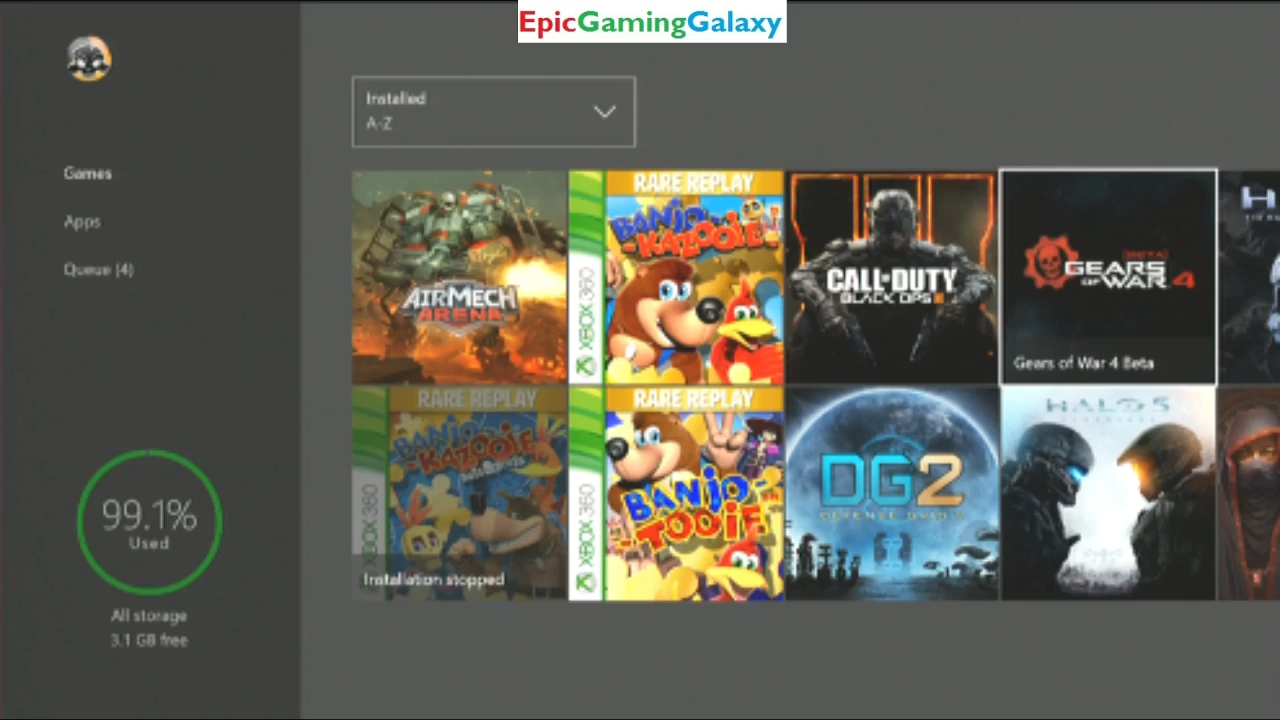 EpicGamingGalaxy
Installed
A-Z
Games
Apps
Queue (4)
99.1%
Used
All storage
3.1 GB free
AIRMECH
ARENA
RARE REPLAY
BANJO
KAZOOIE
XBOX 360
CALL OF DUTY
BLACK OPS III
(BETA)
GEARS
OF WAR 4
Gears of War 4 Beta
H
RARE REPLAY
BANJO
KAZOOIE
XBOX 360
Installation stopped
RARE REPLAY
BANJO
TOOIE
XBOX 360
DG2
DEFENSE GRID 2
HALO 5